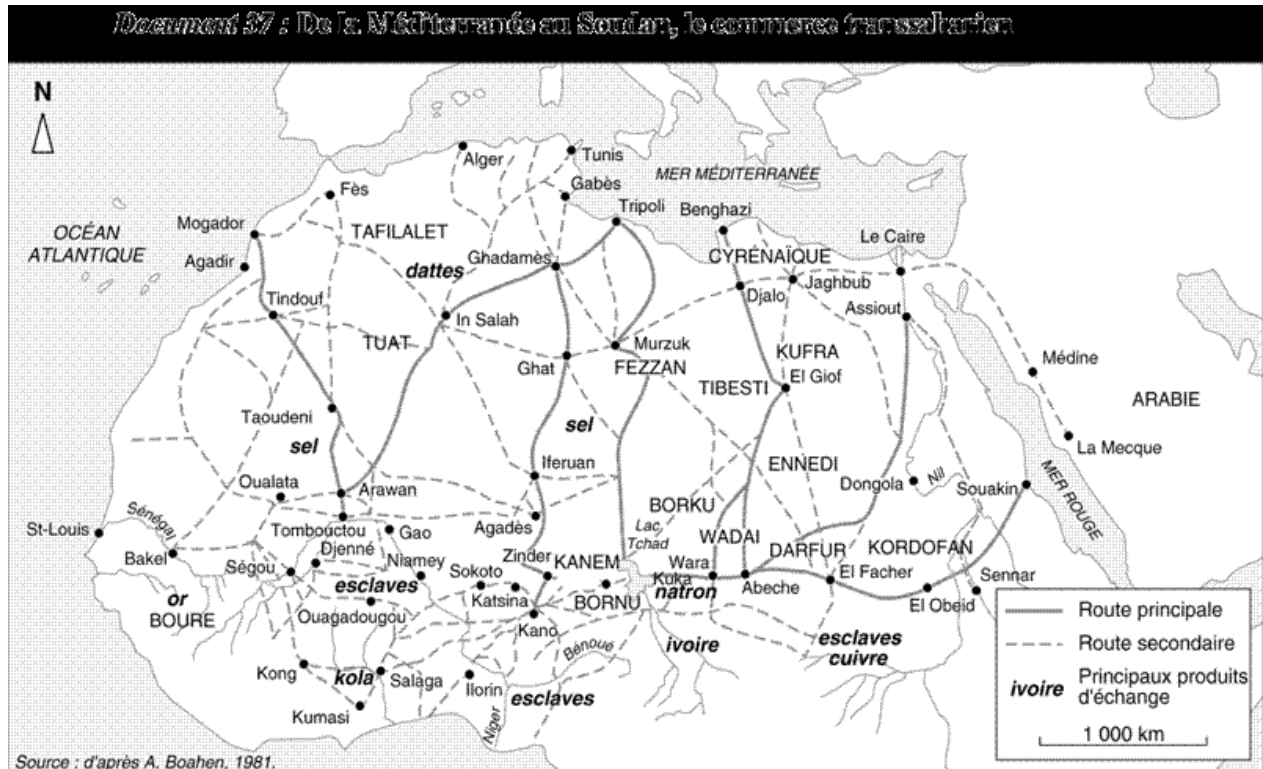 Document 37 : De la Méditerranée au Soudan, le commerce transsaharien
N
OCÉAN
ATLANTIQUE
MER MÉDITERRANÉE
Alger
Tunis
Fès
Gabès
Mogador
Tripoli
Benghazi
Le Caire
TAFILALET
Agadir
dattes
Ghadamès
CYRÉNAÏQUE
Djalo
Jaghbub
Assiout
Tindouf
In Salah
TUAT
Murzuk
FEZZAN
Ghat
KUFRA
El Giof
TIBESTI
Médine
ARABIE
La Mecque
MER ROUGE
Taoudeni
sel
sel
Iferuan
ENNEDI
Dongola
Nil
Souakin
Oualata
Arawan
BORKU
St-Louis
Sénégal
Tombouctou
Gao
Agadès
Lac
Tchad
WADAI
DARFUR
KORDOFAN
Bakel
Djenné
Niamey
Zinder
KANEM
Ségou
Sokoto
Wara
Kuka
natron
Abeche
El Facher
Sennar
El Obeid
esclaves
Katsina
BORNU
or
BOURE
Ouagadougou
Kano
Bénoué
ivoire
esclaves
cuivre
Kong
kola
Salaga
Ilorin
esclaves
Kumasi
Niger
Route principale
Route secondaire
ivoire
Principaux produits
d'échange
1 000 km
Source : d'après A. Boahen, 1981.